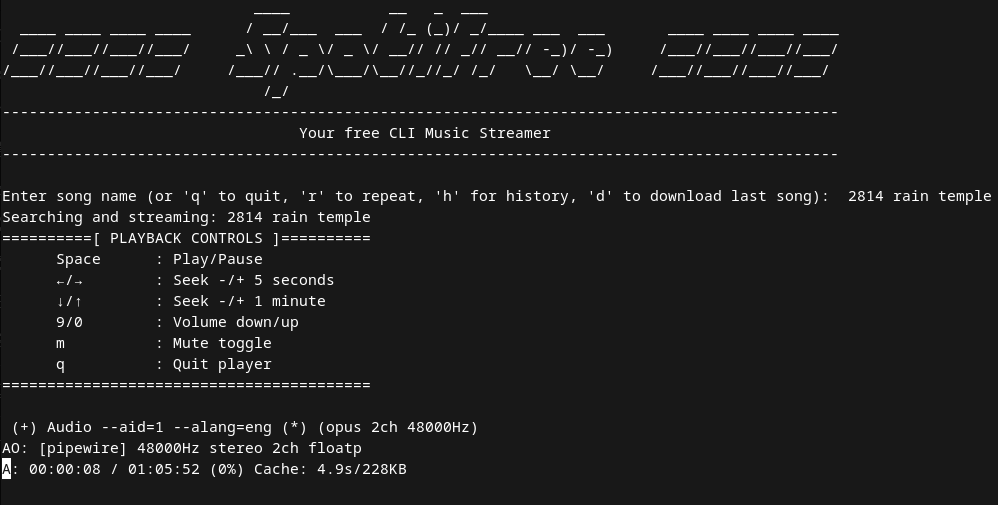 ____           __   _  ___
  ____ ____ ____ ____      / __/___  ___  / /_ (_)/ _/____ ___  ___       ____ ____ ____ ____
 /___//___//___//___/     _\ \ / _ \/ _ \/ __// // _// __// -_)/ -_)     /___//___//___//___/
/___//___//___//___/     /___// .__/\___/\__//_//_/ /_/   \__/ \__/     /___//___//___//___/
                             /_/
---------------------------------------------------------------------------------------------
                                 Your free CLI Music Streamer
---------------------------------------------------------------------------------------------
Enter song name (or 'q' to quit, 'r' to repeat, 'h' for history, 'd' to download last song):  2814 rain temple
Searching and streaming: 2814 rain temple
==========[ PLAYBACK CONTROLS ]==========
      Space      : Play/Pause
      ←/→        : Seek -/+ 5 seconds
      ↓/↑        : Seek -/+ 1 minute
      9/0        : Volume down/up
      m          : Mute toggle
      q          : Quit player
=========================================
 (+) Audio --aid=1 --alang=eng (*) (opus 2ch 48000Hz)
AO: [pipewire] 48000Hz stereo 2ch floatp
A: 00:00:08 / 01:05:52 (0%) Cache: 4.9s/228KB